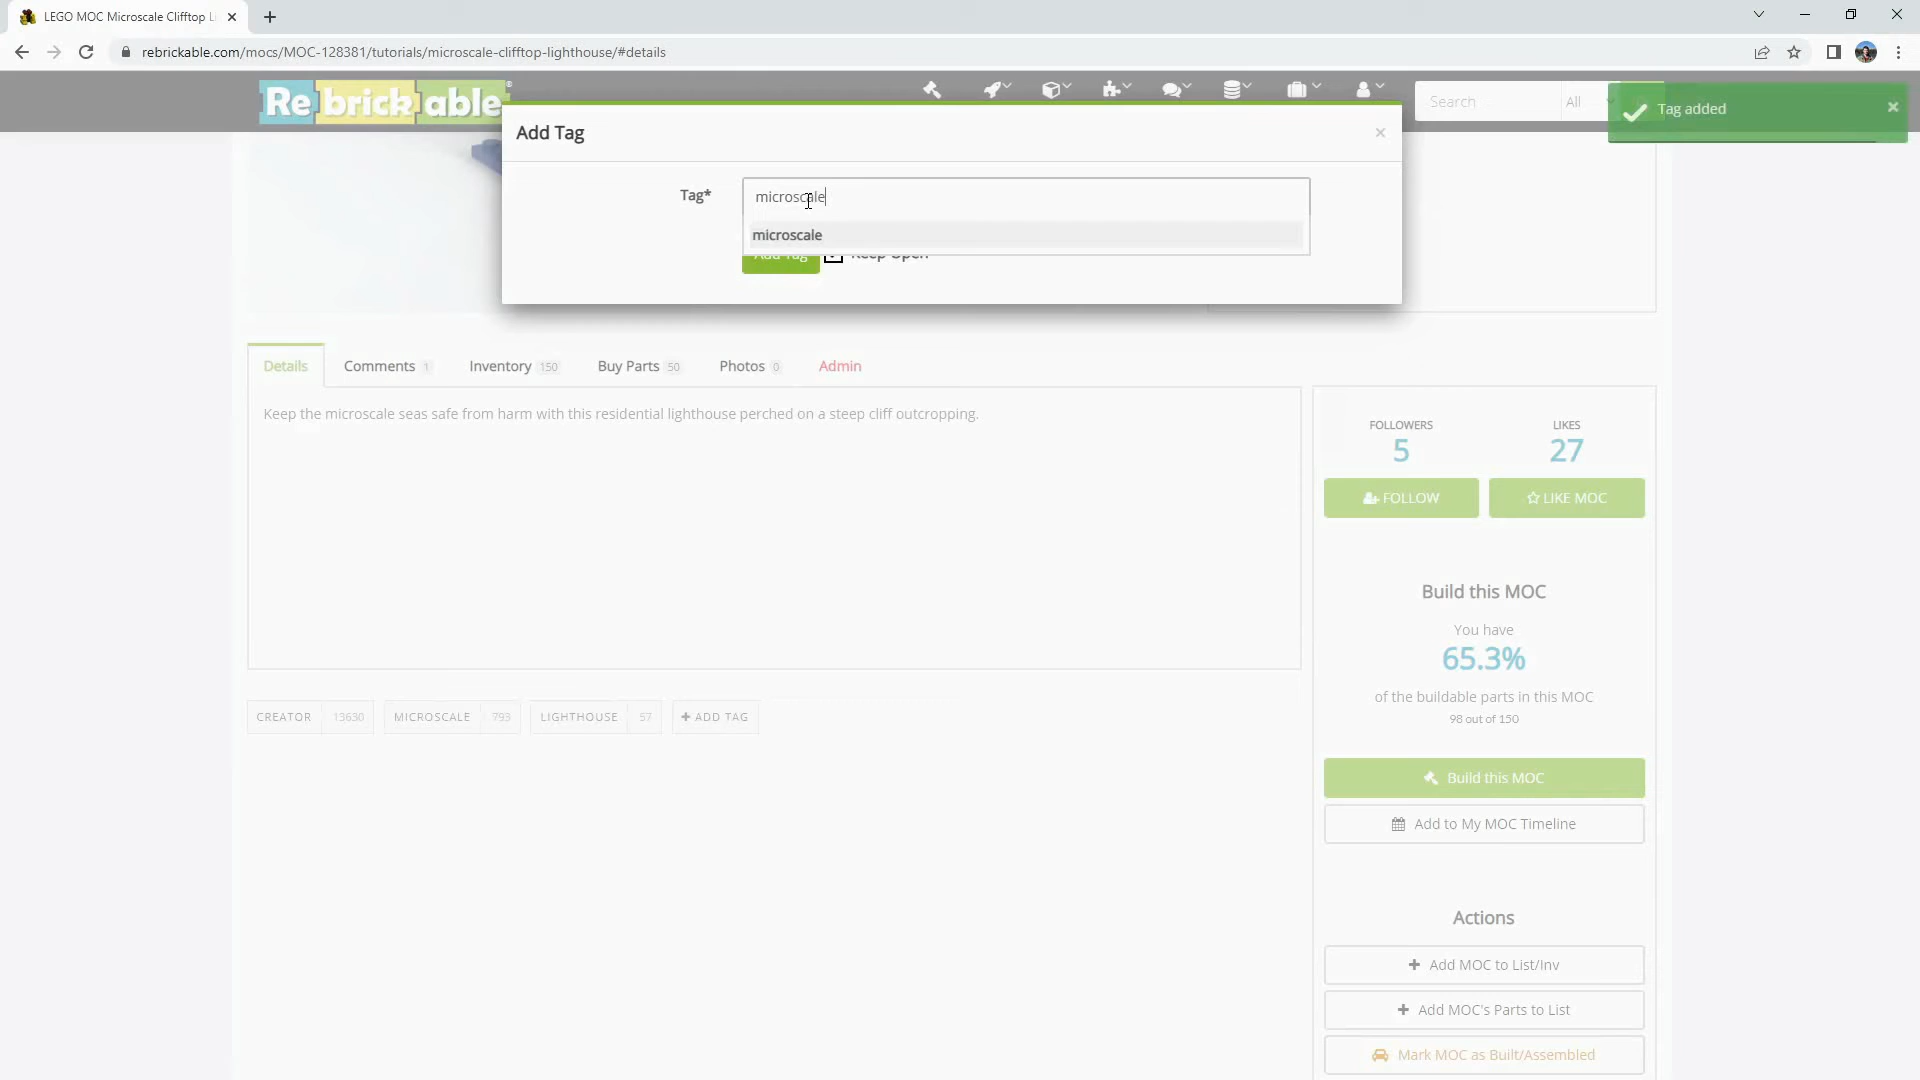 LEGO MOC Microscale Clifftop Li
rebrickable.com/mocs/MOC-128381/tutorials/microscale-clifftop-lighthouse/#details
Rebrickable®
Search
All
Tag added
Add Tag
Tag*
microscale
microscale
Add Tag
Keep Open
Details
Comments 1
Inventory 150
Buy Parts 50
Photos 0
Admin
Keep the microscale seas safe from harm with this residential lighthouse perched on a steep cliff outcropping.
FOLLOWERS
5
LIKES
27
FOLLOW
LIKE MOC
Build this MOC
You have
65.3%
of the buildable parts in this MOC
98 out of 150
CREATOR 13630
MICROSCALE 793
LIGHTHOUSE 57
+ ADD TAG
Build this MOC
Add to My MOC Timeline
Actions
+ Add MOC to List/Inv
+ Add MOC's Parts to List
Mark MOC as Built/Assembled